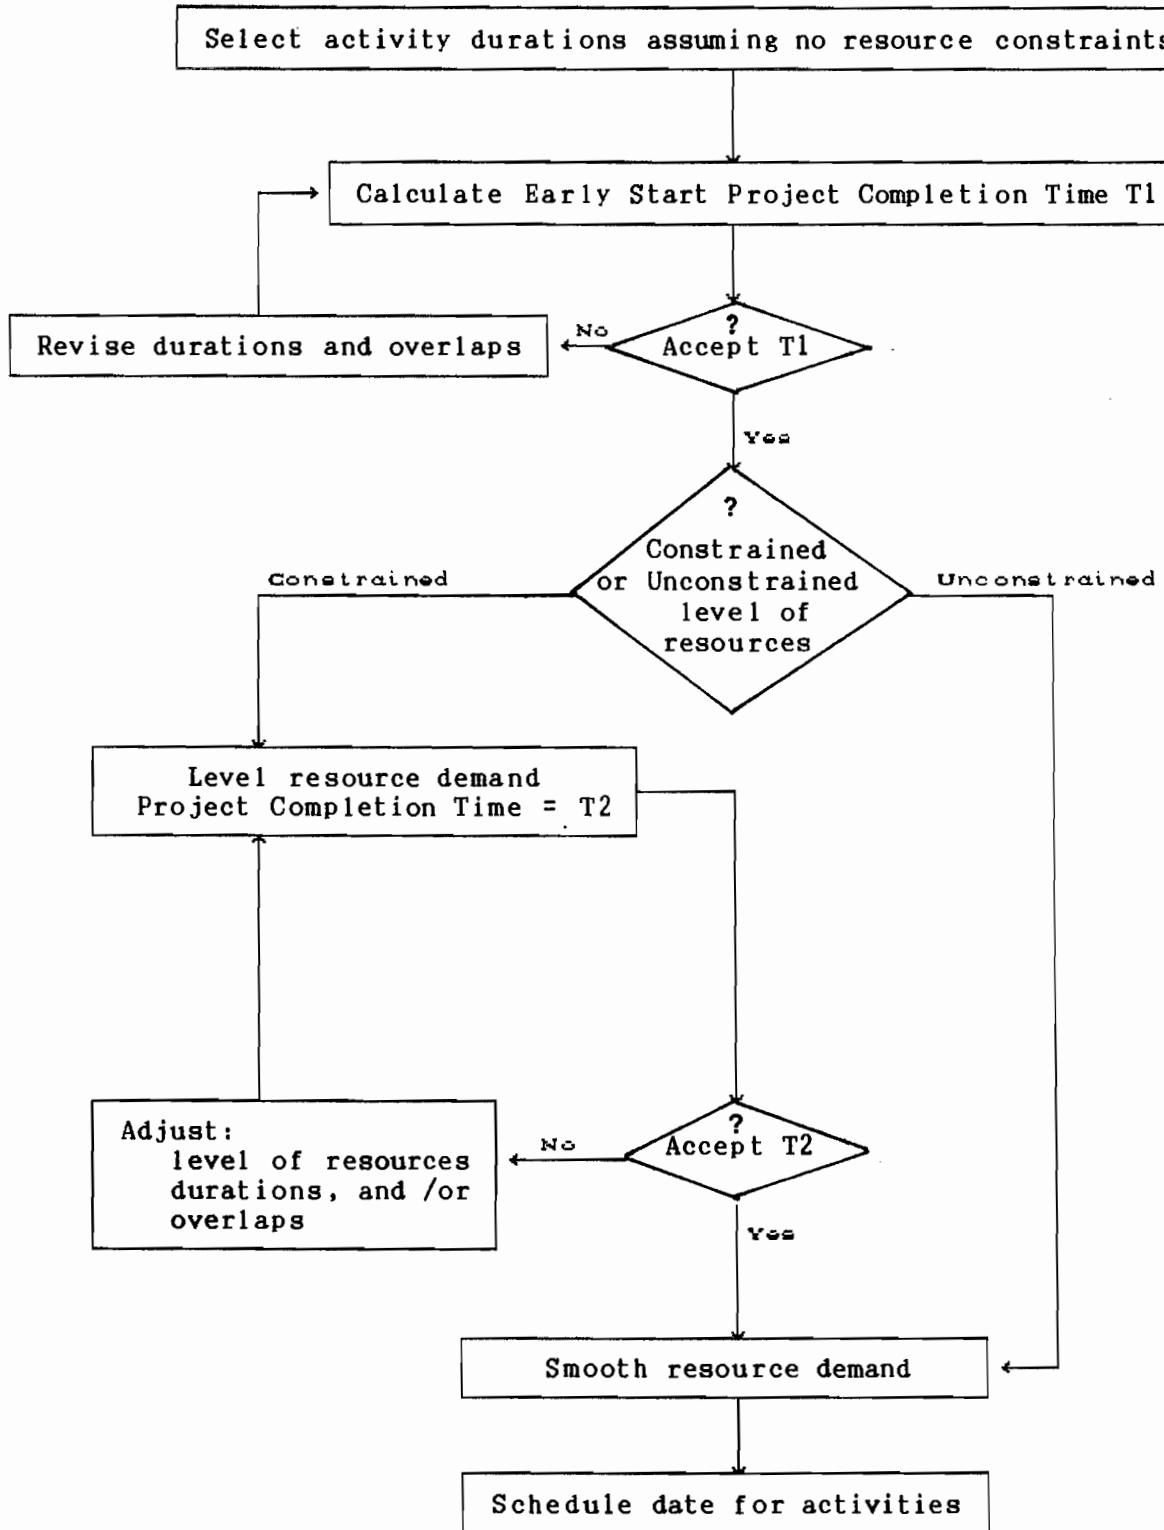 Select activity durations assuming no resource constraints
Calculate Early Start Project Completion Time T1
No
?
Revise durations and overlaps
Accept T1
Yes
?
Constrained
Constrained
or Unconstrained
Unconstrained
level of
resources
Level resource demand
Project Completion Time = T2
?
Adjust:
No
Accept T2
level of resources
durations, and /or
overlaps
Yes
Smooth resource demand
Schedule date for activities